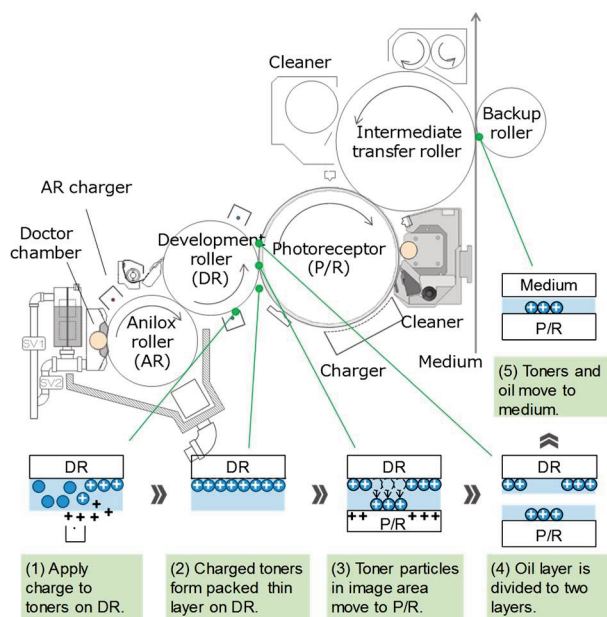 Cleaner
Backup
roller
Intermediate
transfer roller
AR charger
Doctor
chamber
Development
roller
(DR)
Photoreceptor
(P/R)
Anilox
roller
(AR)
SV1
SV2
Cleaner
Charger
Medium
Medium
P/R
(5) Toners and
oil move to
medium.
DR
DR
DR
P/R
DR
P/R
(1) Apply
charge to
toners on DR.
(2) Charged toners
form packed thin
layer on DR.
(3) Toner particles
in image area
move to P/R.
(4) Oil layer is
divided to two
layers.